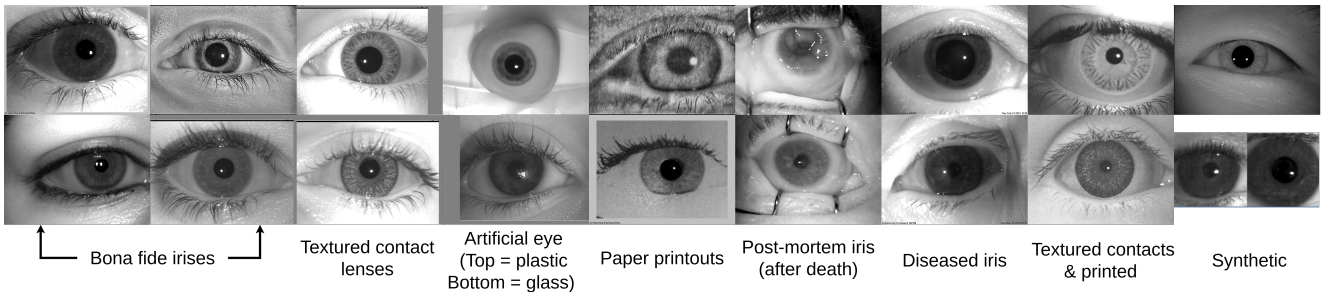 Bona fide irises
Textured contact
lenses
Artificial eye
(Top = plastic
Bottom = glass)
Paper printouts
Post-mortem iris
(after death)
Diseased iris
Textured contacts
& printed
Synthetic